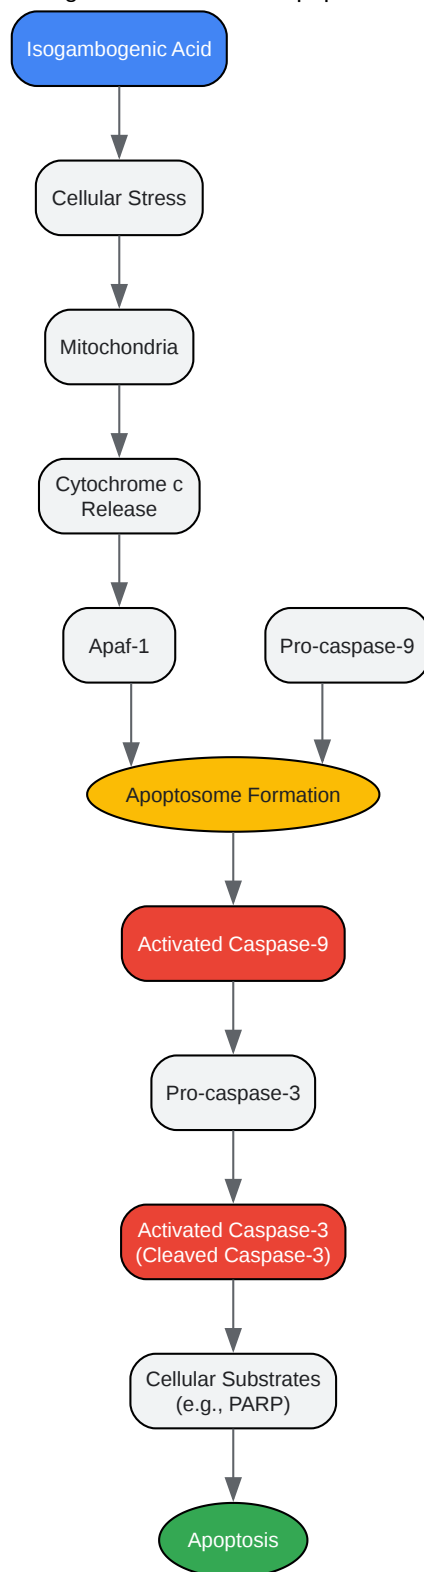 Isogambogenic Acid
Cellular Stress
Mitochondria
Cytochrome c
Release
Apaf-1
Pro-caspase-9
Apoptosome Formation
Activated Caspase-9
Pro-caspase-3
Activated Caspase-3
(Cleaved Caspase-3)
Cellular Substrates
(e.g., PARP)
Apoptosis